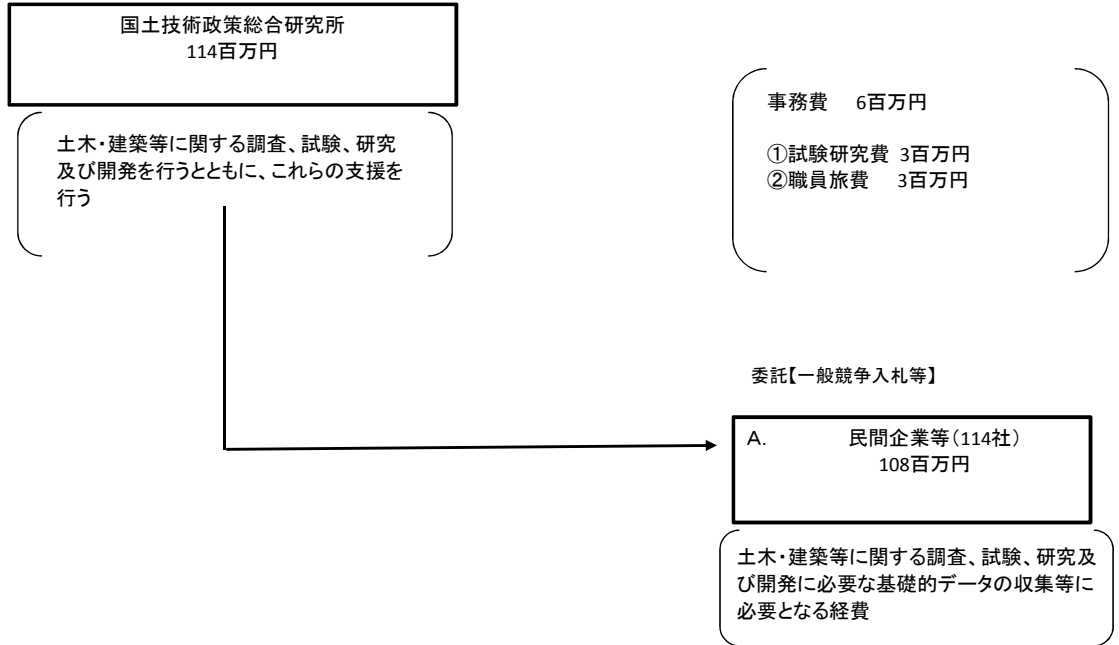 国土技術政策総合研究所
114百万円
土木・建築等に関する調査、試験、研究
及び開発を行うとともに、これらの支援を
行う
事務費 6百万円
①試験研究費 3百万円
②職員旅費 3百万円
委託【一般競争入札等】
A. 民間企業等(114社)
108百万円
土木・建築等に関する調査、試験、研究及
び開発に必要な基礎的データの収集等に
必要となる経費